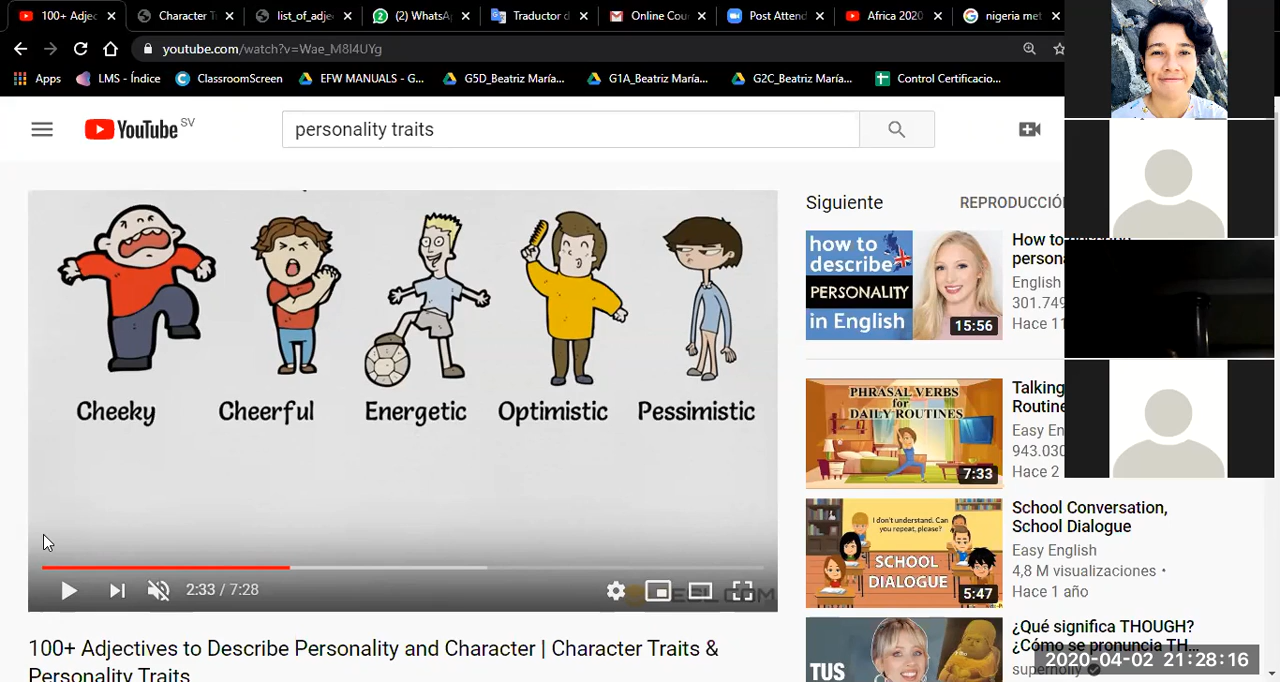 100+ Adjec
Character T
list_of_adje
(2) WhatsA
Traductor d
Online Cou
Post Attend
Africa 2020
nigeria met
youtube.com/watch?v=Wae_M8I4UYg
Apps
LMS - Índice
ClassroomScreen
EFW MANUALS - G...
G5D_Beatriz María...
G1A_Beatriz María...
G2C_Beatriz María...
Control Certificacio...
YouTube SV
personality traits
Cheeky
Cheerful
Energetic
Optimistic
Pessimistic
2:33 / 7:28
100+ Adjectives to Describe Personality and Character | Character Traits &
Personality Traits
Siguiente
REPRODUCCIÓ
how to
describe
PERSONALITY
in English
15:56
How to
persona
English
301.749
Hace 11
PHRASAL VERBS
for
DAILY ROUTINES
7:33
Talking
Routine
Easy En
943.030
Hace 2
I don't understand. Can
you repeat, please?
SCHOOL
DIALOGUE
5:47
School Conversation,
School Dialogue
Easy English
4,8 M visualizaciones •
Hace 1 año
TUS
¿Qué significa THOUGH?
¿Cómo se pronuncia TH...
superholly
2020-04-02 21:28:16